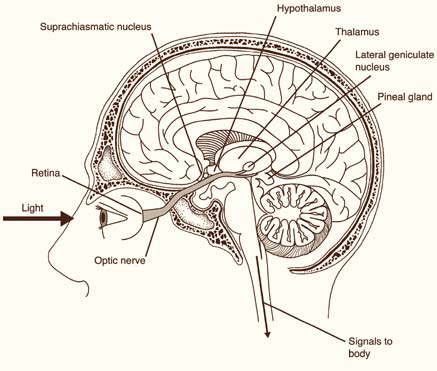 Hypothalamus
Suprachiasmatic nucleus
Thalamus
Lateral geniculate
nucleus
Pineal gland
Retina
Light
Optic nerve
Signals to
body